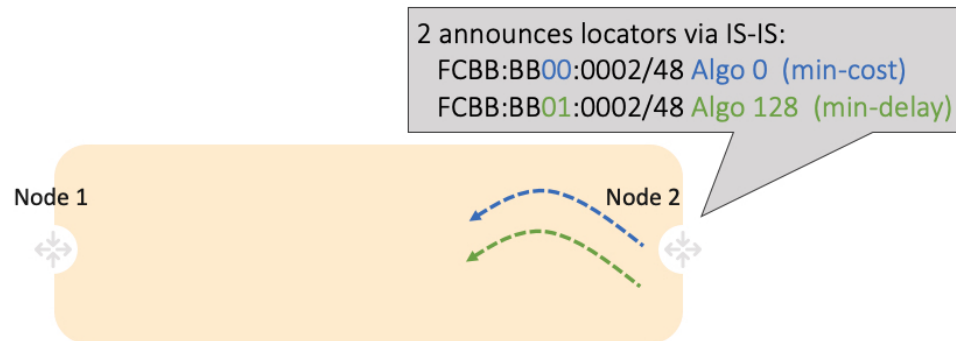 2 announces locators via IS-IS:
FCBB:BB00:0002/48 Algo 0 (min-cost)
FCBB:BB01:0002/48 Algo 128 (min-delay)
Node 1
Node 2